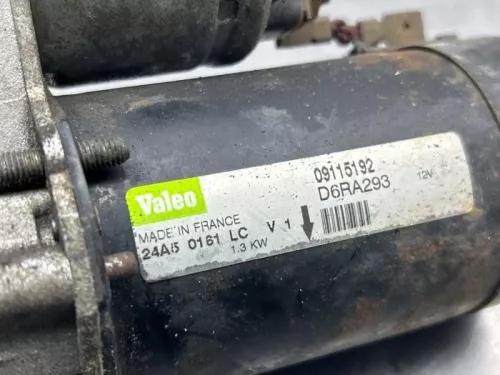 Valeo
09115192
D6RA293 12V
MADE IN FRANCE
24A5 0161 LC V 1
1.3 KW